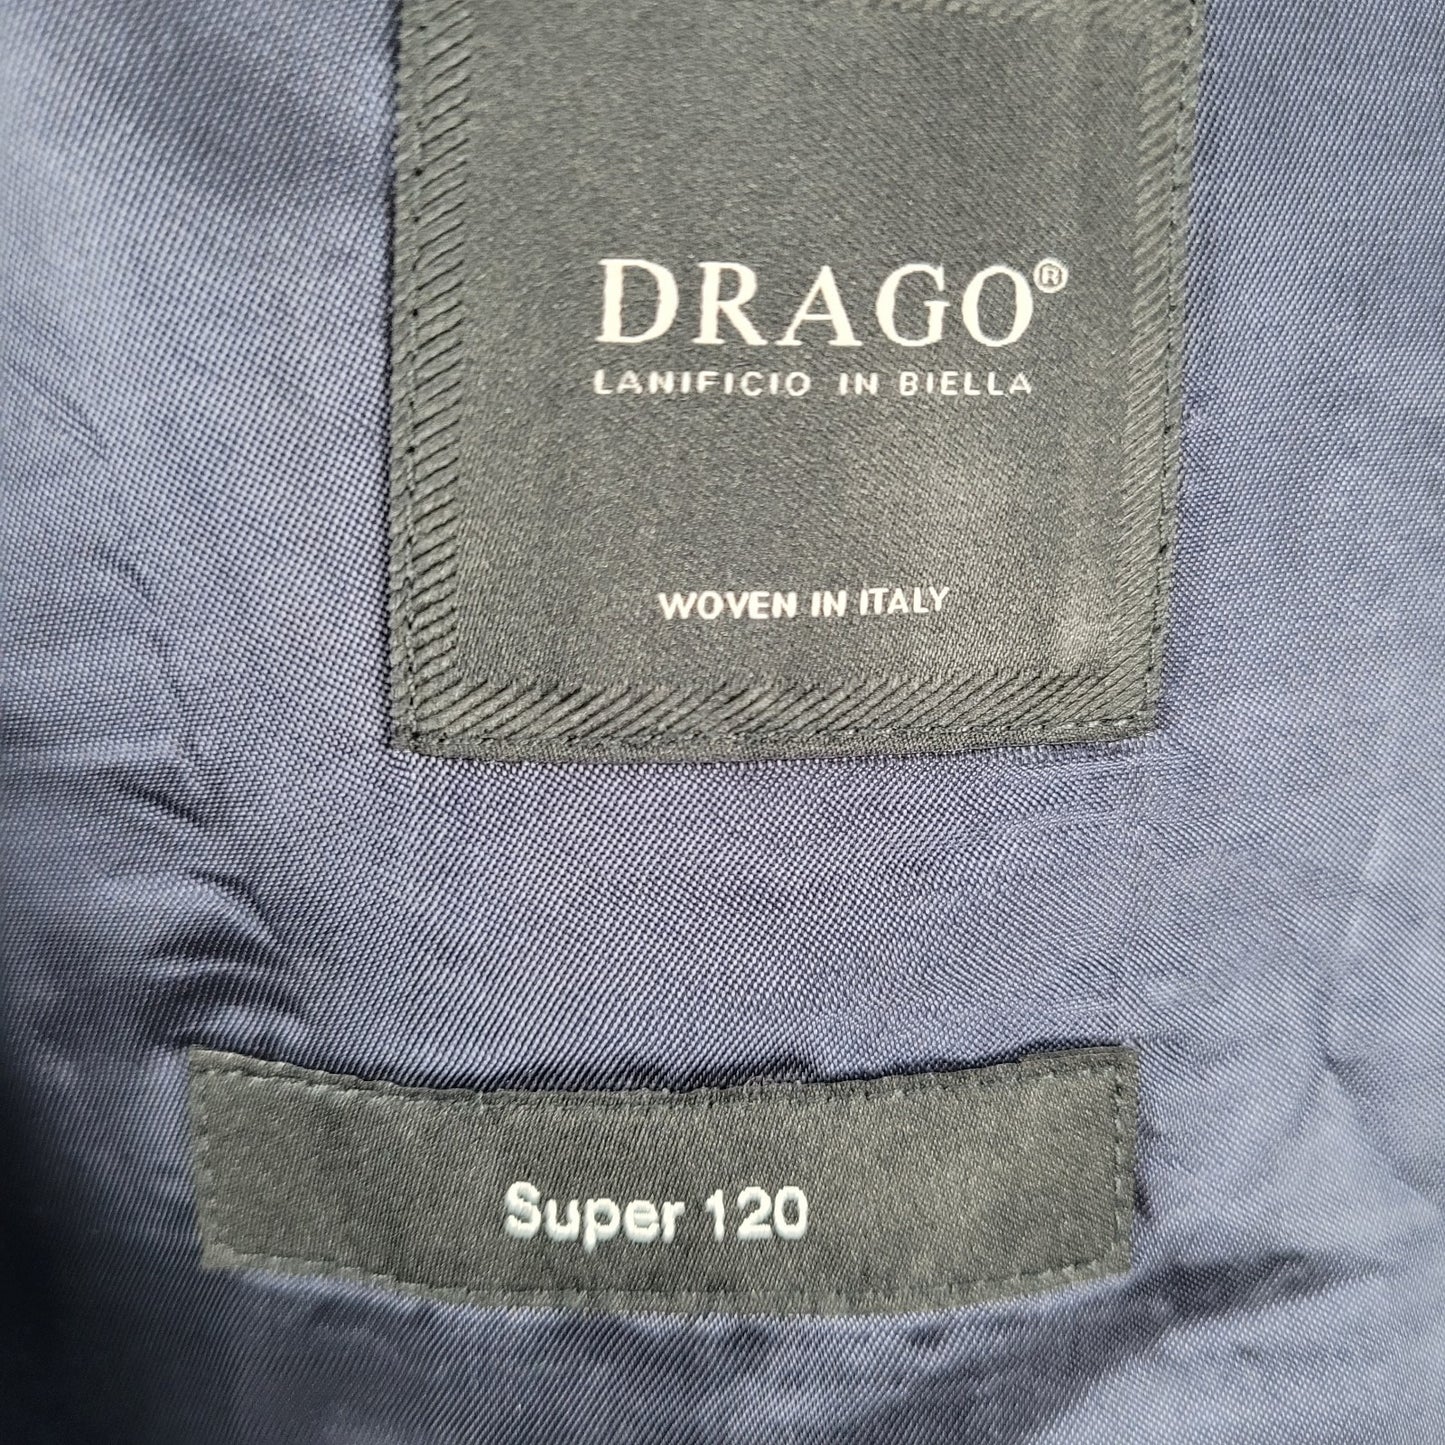 DRAGO®
LANIFICIO IN BIELLA
WOVEN IN ITALY
Super 120